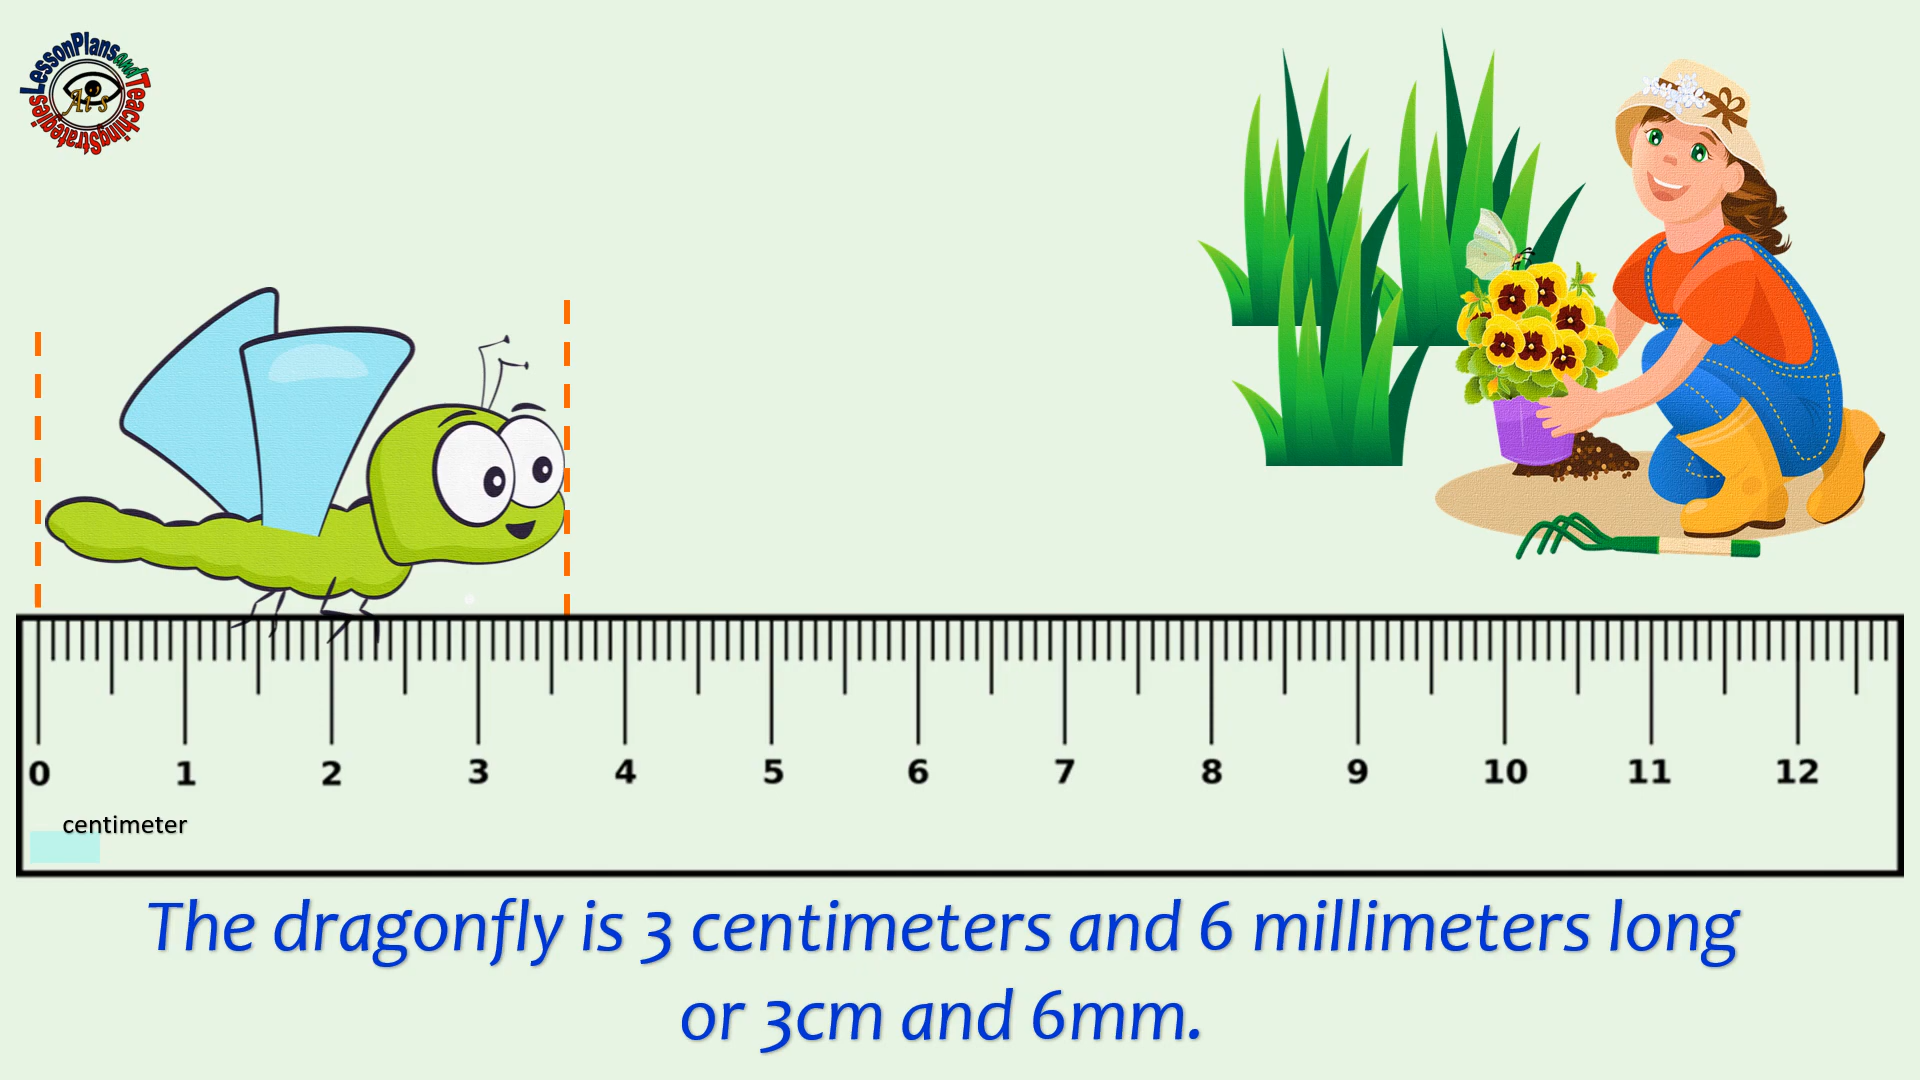 LessonPlansandTeachingStrategies
Al's
0 1 2 3 4 5 6 7 8 9 10 11 12
centimeter
The dragonfly is 3 centimeters and 6 millimeters long
or 3cm and 6mm.